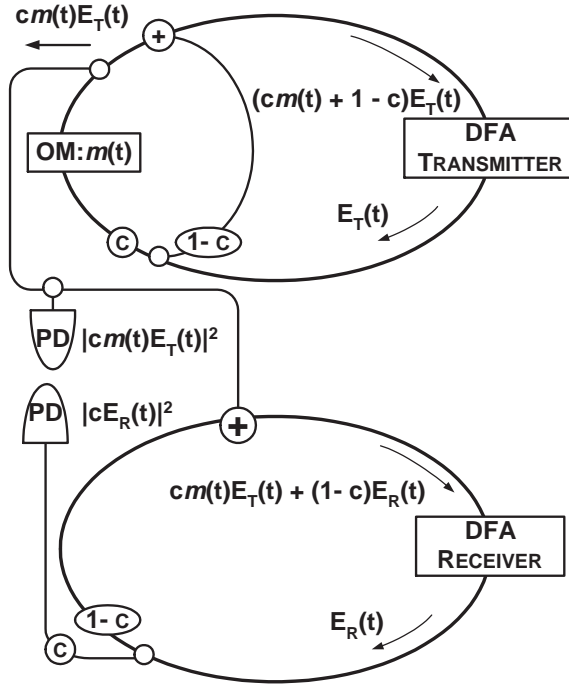 cm(t)E_T(t)
+
(cm(t) + 1 - c)E_T(t)
OM:m(t)
DFA
TRANSMITTER
E_T(t)
C
1- C
PD
|cm(t)E_T(t)|²
PD
|cE_R(t)|²
+
cm(t)E_T(t) + (1- c)E_R(t)
DFA
RECEIVER
E_R(t)
1- C
C